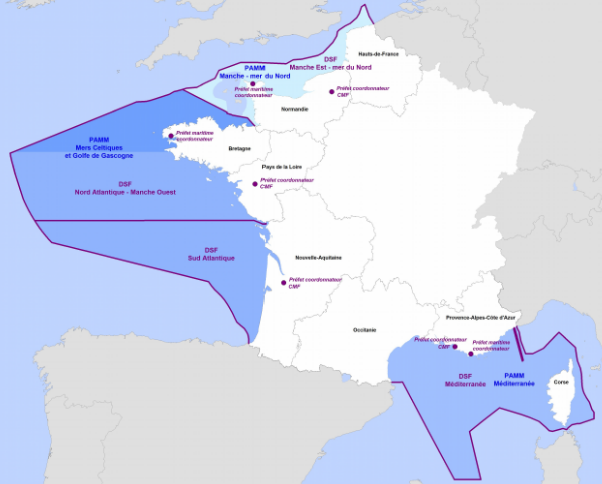 Hauts-de-France
DSF
Manche Est - mer du Nord
PAMM
Manche - mer du Nord
Préfet maritime
coordonnateur
Préfet coordonnateur
CMF
Normandie
Préfet maritime
coordonnateur
PAMM
Mers Celtiques
et Golfe de Gascogne
Bretagne
Pays de la Loire
Préfet coordonnateur
CMF
DSF
Nord Atlantique - Manche Ouest
DSF
Sud Atlantique
Nouvelle-Aquitaine
Préfet coordonnateur
CMF
Occitanie
Provence-Alpes-Côte d'Azur
Préfet coordonnateur
CMF
Préfet maritime
coordonnateur
DSF
Méditerranée
PAMM
Méditerranée
Corse